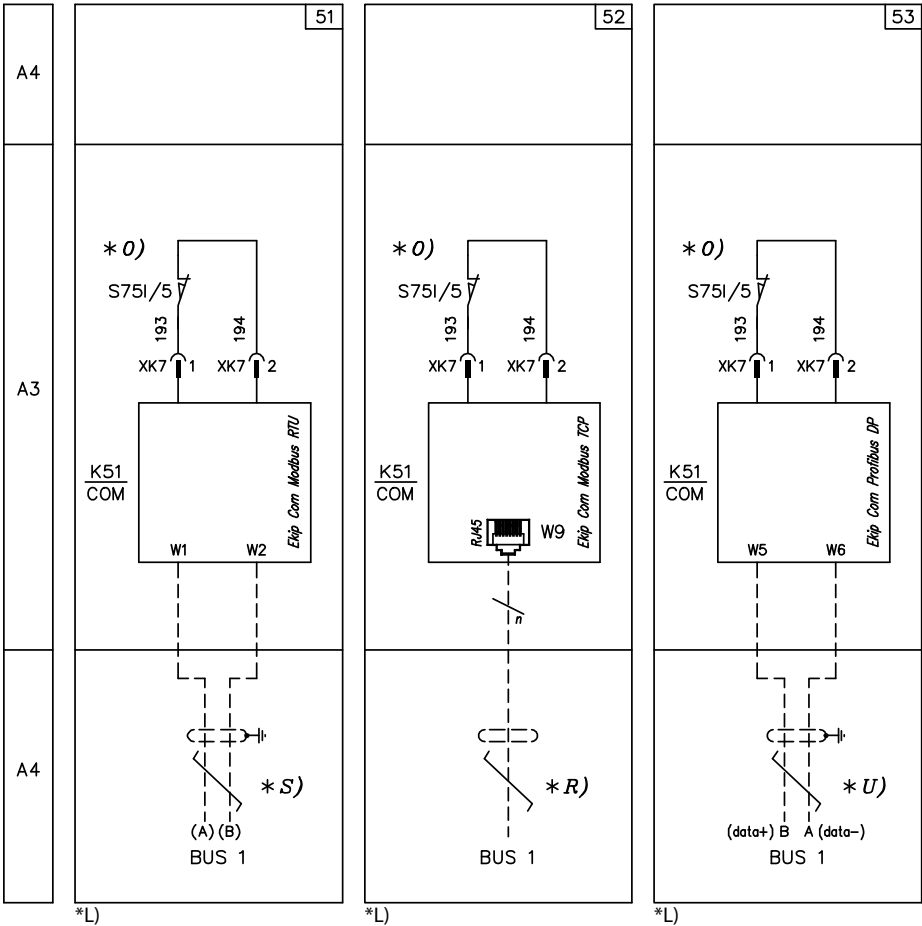 A4
A3
A4
51
*O)
S75I/5
193
194
XK7 1
XK7 2
K51
COM
Ekip Com Modbus RTU
W1
W2
*S)
(A) (B)
BUS 1
*L)
52
*O)
S75I/5
193
194
XK7 1
XK7 2
K51
COM
Ekip Com Modbus TCP
RJ45
W9
n
*R)
BUS 1
*L)
53
*O)
S75I/5
193
194
XK7 1
XK7 2
K51
COM
Ekip Com Profibus DP
W5
W6
*U)
(data+) B A (data-)
BUS 1
*L)